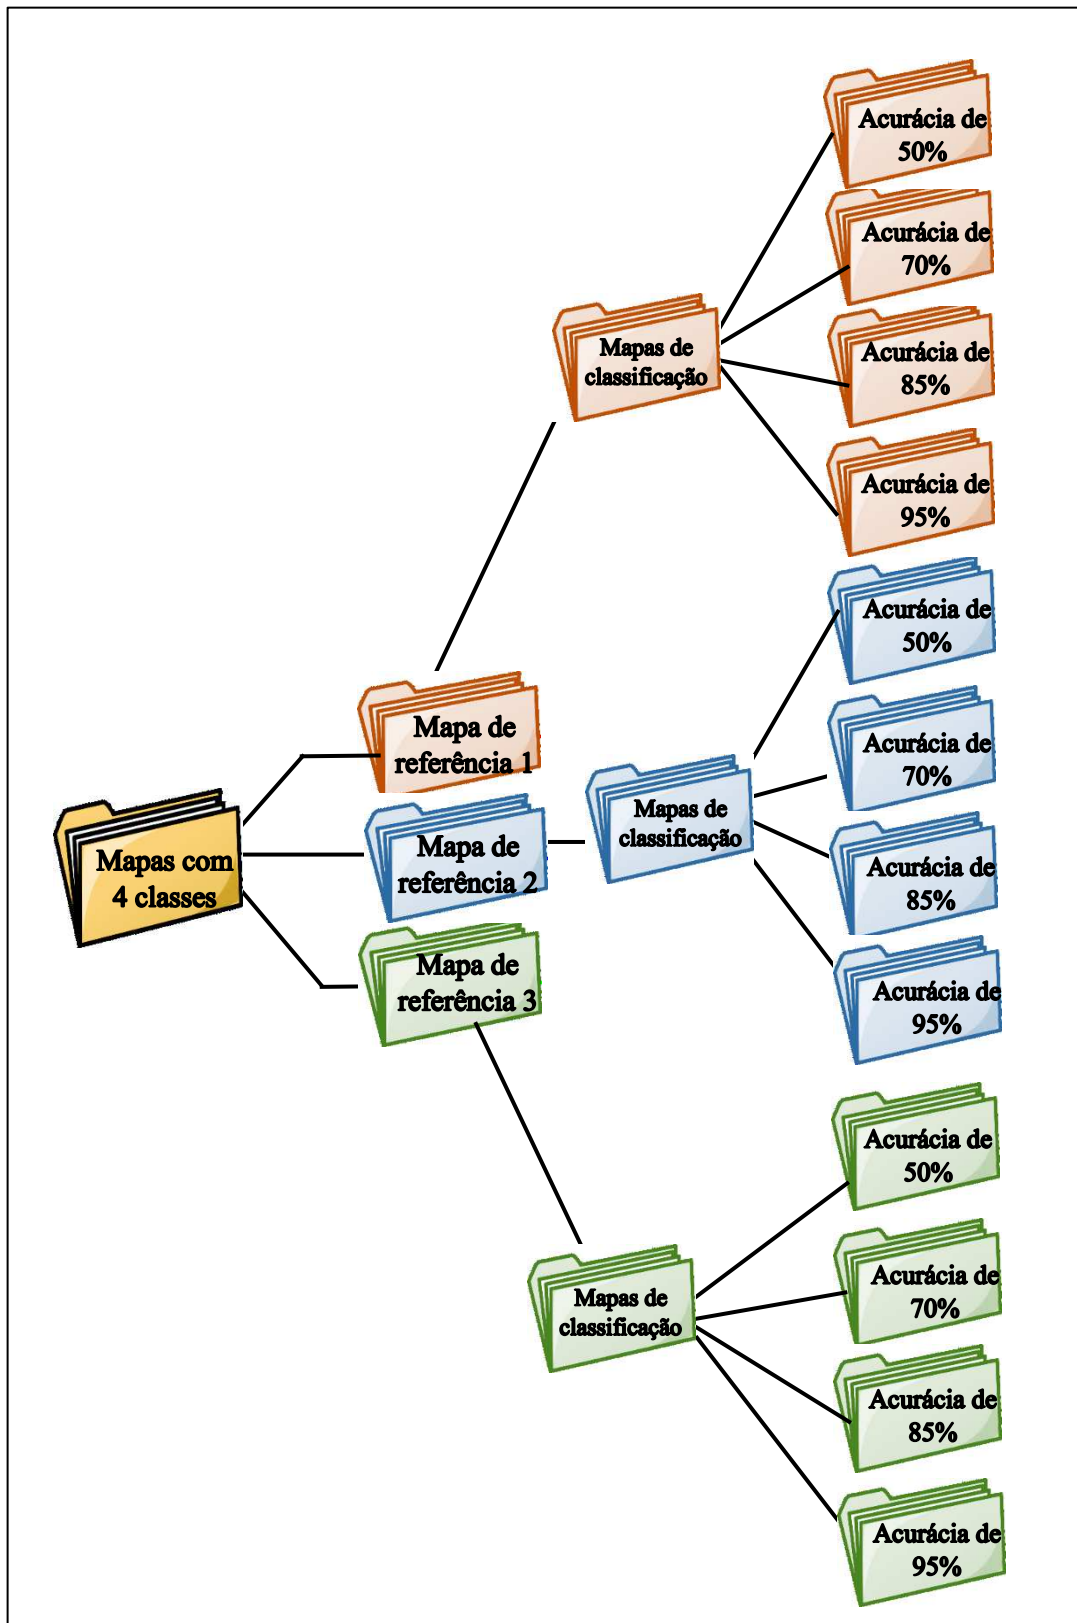 Acurácia de
50%
Acurácia de
70%
Mapas de
classificação
Acurácia de
85%
Acurácia de
95%
Mapas com
4 classes
Mapa de
referência 1
Mapa de
referência 2
Mapa de
referência 3
Mapas de
classificação
Acurácia de
50%
Acurácia de
70%
Acurácia de
85%
Acurácia de
95%
Mapas de
classificação
Acurácia de
50%
Acurácia de
70%
Acurácia de
85%
Acurácia de
95%